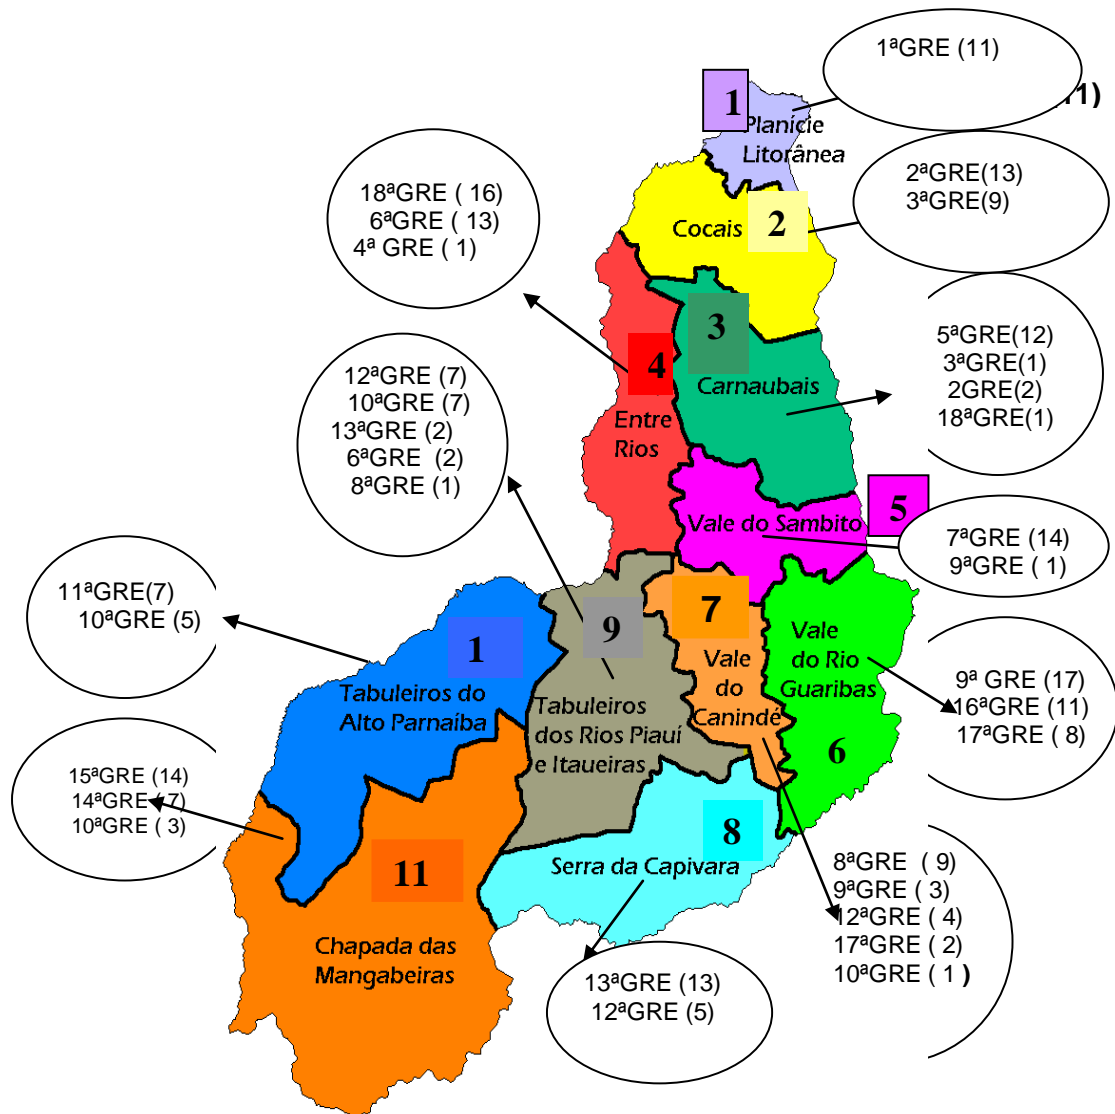 1ªGRE (11)
1)
1
Planície
Litorânea
2ªGRE(13)
3ªGRE(9)
18ªGRE ( 16)
6ªGRE ( 13)
4ª GRE ( 1)
Cocais
2
3
Carnaubais
5ªGRE(12)
3ªGRE(1)
2GRE(2)
18ªGRE(1)
4
Entre
Rios
12ªGRE (7)
10ªGRE (7)
13ªGRE (2)
6ªGRE (2)
8ªGRE (1)
5
Vale do Sambito
7ªGRE (14)
9ªGRE ( 1)
11ªGRE(7)
10ªGRE (5)
1
Tabuleiros do
Alto Parnaíba
9
Tabuleiros
dos Rios Piauí
e Itaueiras
7
Vale
do
Canindé
Vale
do Rio
Guaribas
6
9ª GRE (17)
16ªGRE (11)
17ªGRE ( 8)
15ªGRE (14)
14ªGRE (7)
10ªGRE ( 3)
8
Serra da Capivara
11
Chapada das
Mangabeiras
8ªGRE ( 9)
9ªGRE ( 3)
12ªGRE ( 4)
17ªGRE ( 2)
10ªGRE ( 1 )
13ªGRE (13)
12ªGRE (5)